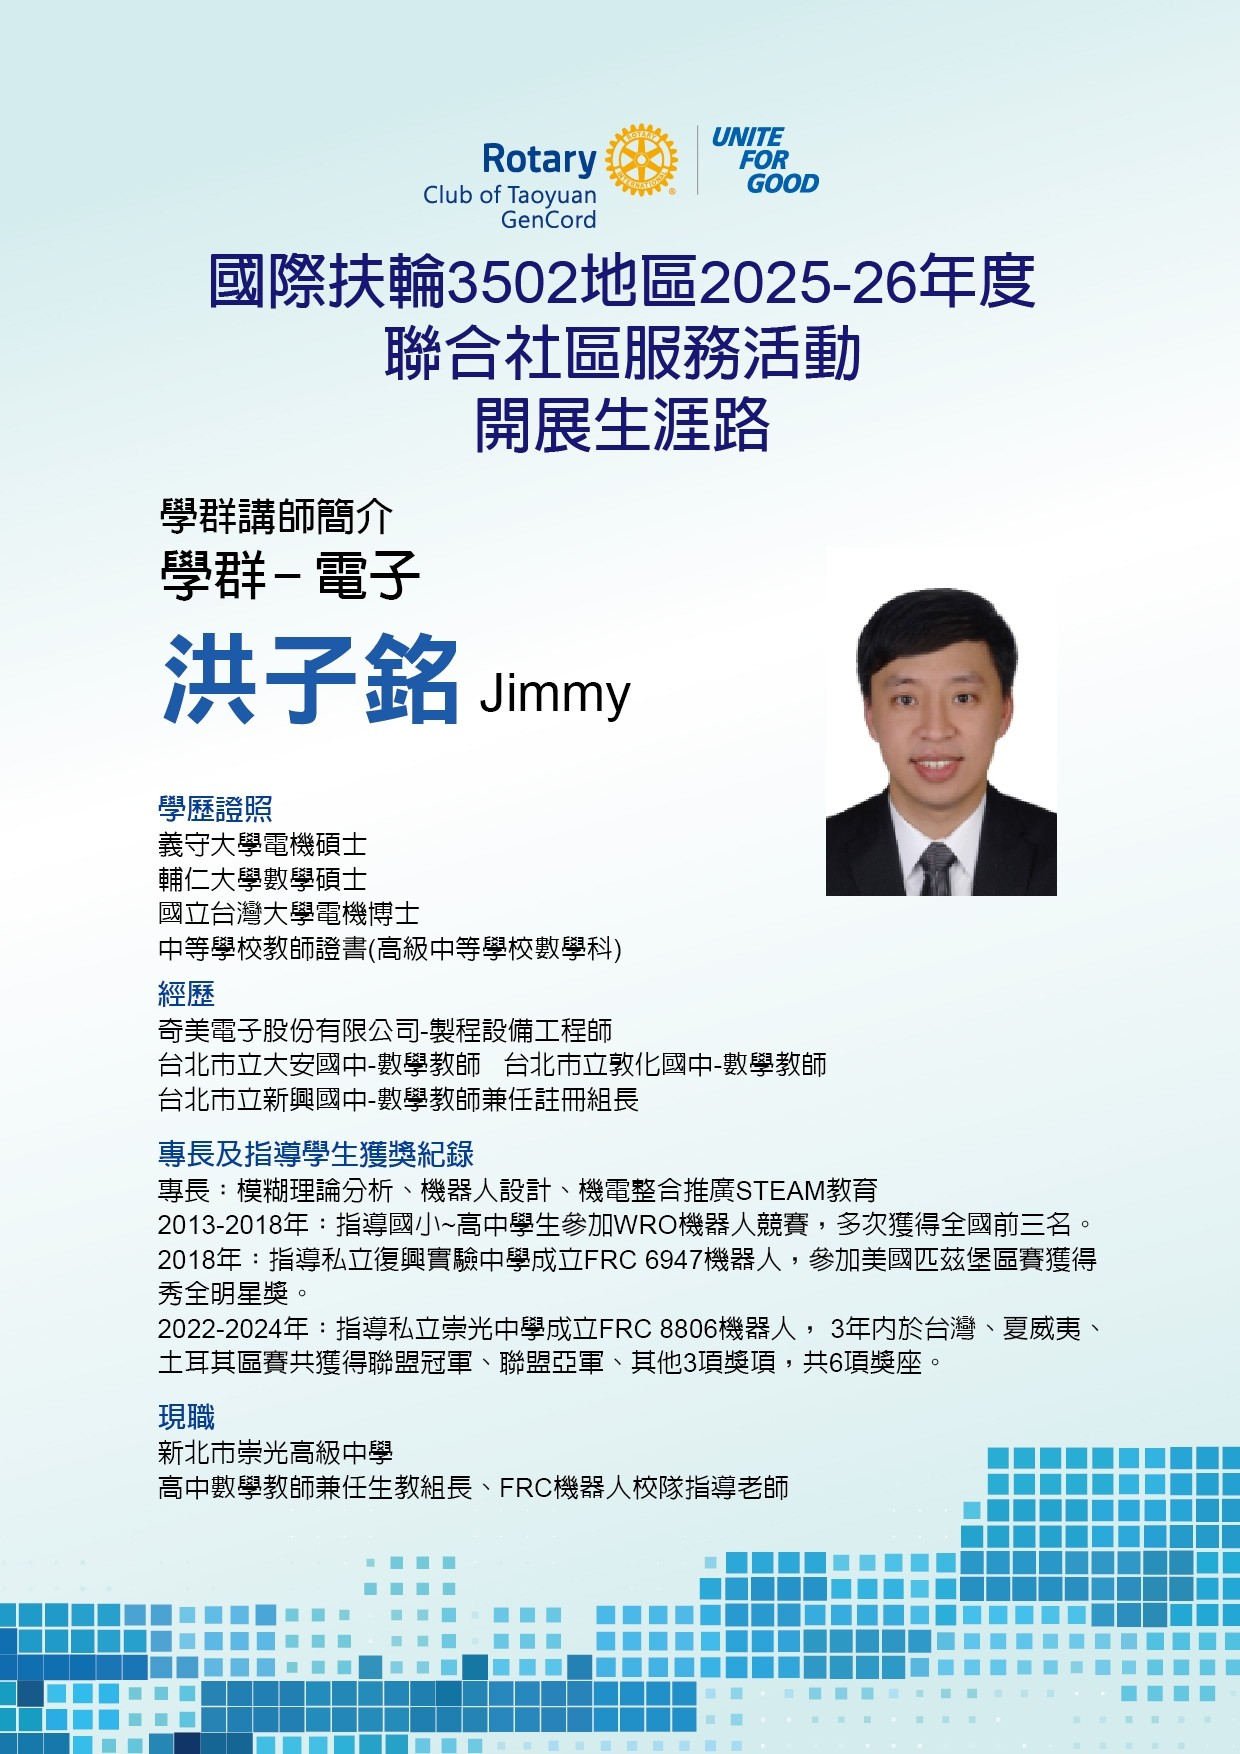 Rotary
Club of Taoyuan
GenCord
ROTARY
INTERNATIONAL
UNITE
FOR
GOOD
國際扶輪3502地區2025-26年度
聯合社區服務活動
開展生涯路
學群講師簡介
學群 – 電子
洪子銘 Jimmy
學歷證照
義守大學電機碩士
輔仁大學數學碩士
國立台灣大學電機博士
中等學校教師證書(高級中等學校數學科)
經歷
奇美電子股份有限公司-製程設備工程師
台北市立大安國中-數學教師 台北市立敦化國中-數學教師
台北市立新興國中-數學教師兼任註冊組長
專長及指導學生獲獎紀錄
專長：模糊理論分析、機器人設計、機電整合推廣STEAM教育
2013-2018年：指導國小~高中學生參加WRO機器人競賽，多次獲得全國前三名。
2018年：指導私立復興實驗中學成立FRC 6947機器人，參加美國匹茲堡區賽獲得
秀全明星獎。
2022-2024年：指導私立崇光中學成立FRC 8806機器人， 3年内於台灣、夏威夷、
土耳其區賽共獲得聯盟冠軍、聯盟亞軍、其他3項獎項，共6項獎座。
現職
新北市崇光高級中學
高中數學教師兼任生教組長、FRC機器人校隊指導老師